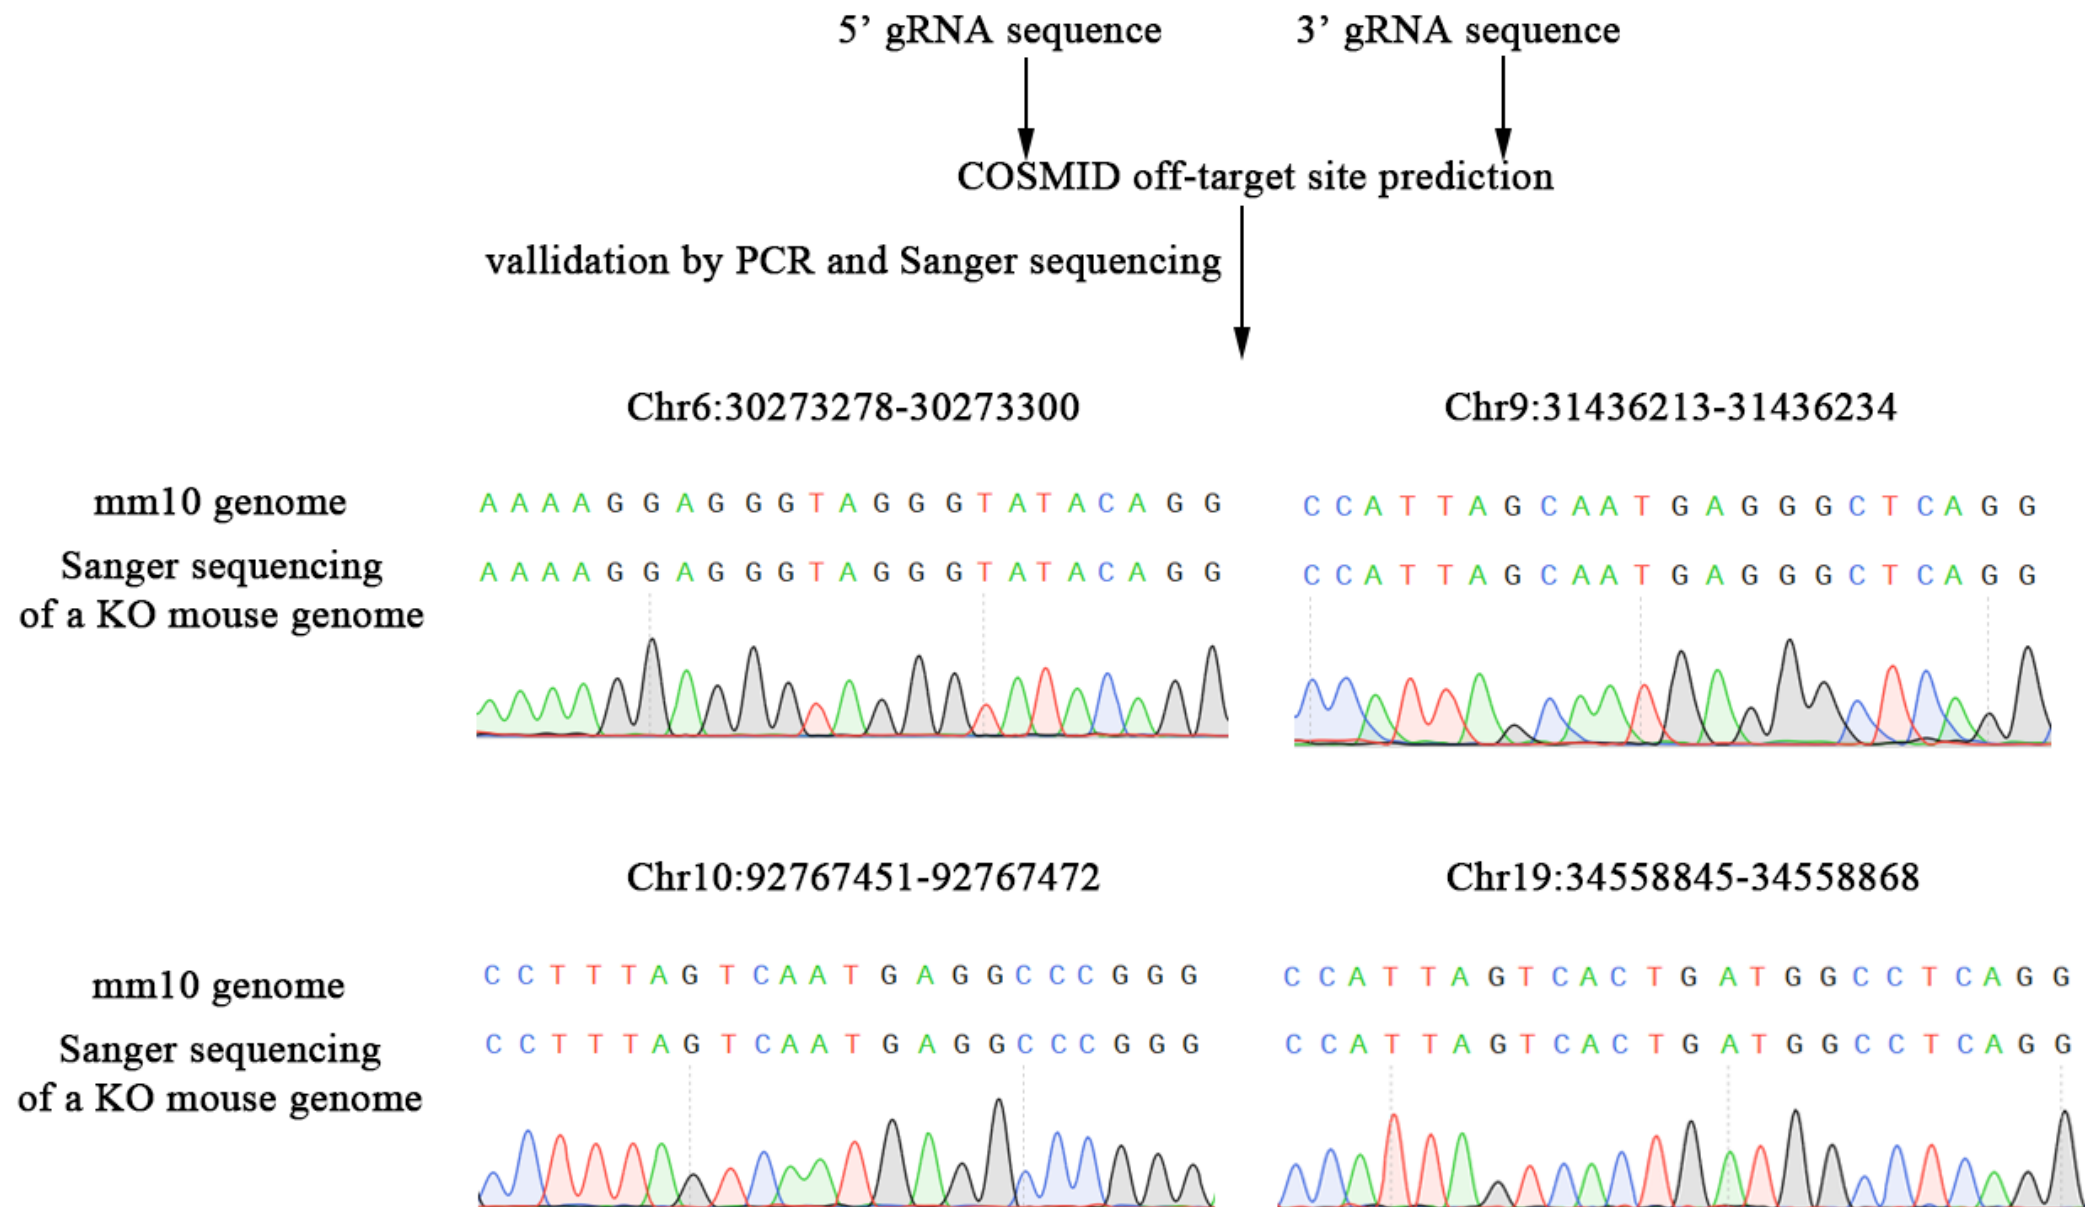 5’ gRNA sequence 3’ gRNA sequence
COSMID off-target site prediction
vallidation by PCR and Sanger sequencing
Chr6:30273278-30273300 Chr9:31436213-31436234
mm10 genome A A A A G G A G G G T A G G G T A T A C A G G C C A T T A G C A A T G A G G G C T C A G G
Sanger sequencing
of a KO mouse genome A A A A G G A G G G T A G G G T A T A C A G G C C A T T A G C A A T G A G G G C T C A G G
Chr10:92767451-92767472 Chr19:34558845-34558868
mm10 genome C C T T T A G T C A A T G A G G C C C G G G C C A T T A G T C A C T G A T G G C C T C A G G
Sanger sequencing
of a KO mouse genome C C T T T A G T C A A T G A G G C C C G G G C C A T T A G T C A C T G A T G G C C T C A G G